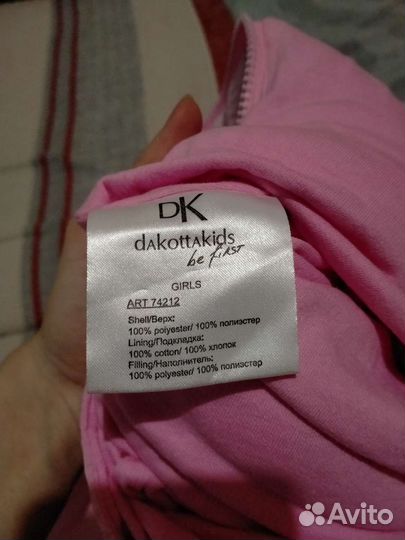 DK
dakottakids
be first
GIRLS
ART 74212
Shell/Верх:
100% polyester/ 100% полиэстер
Lining/Подкладка:
100% cotton/ 100% хлопок
Filling/Наполнитель:
100% polyester/ 100% полиэстер
Avito